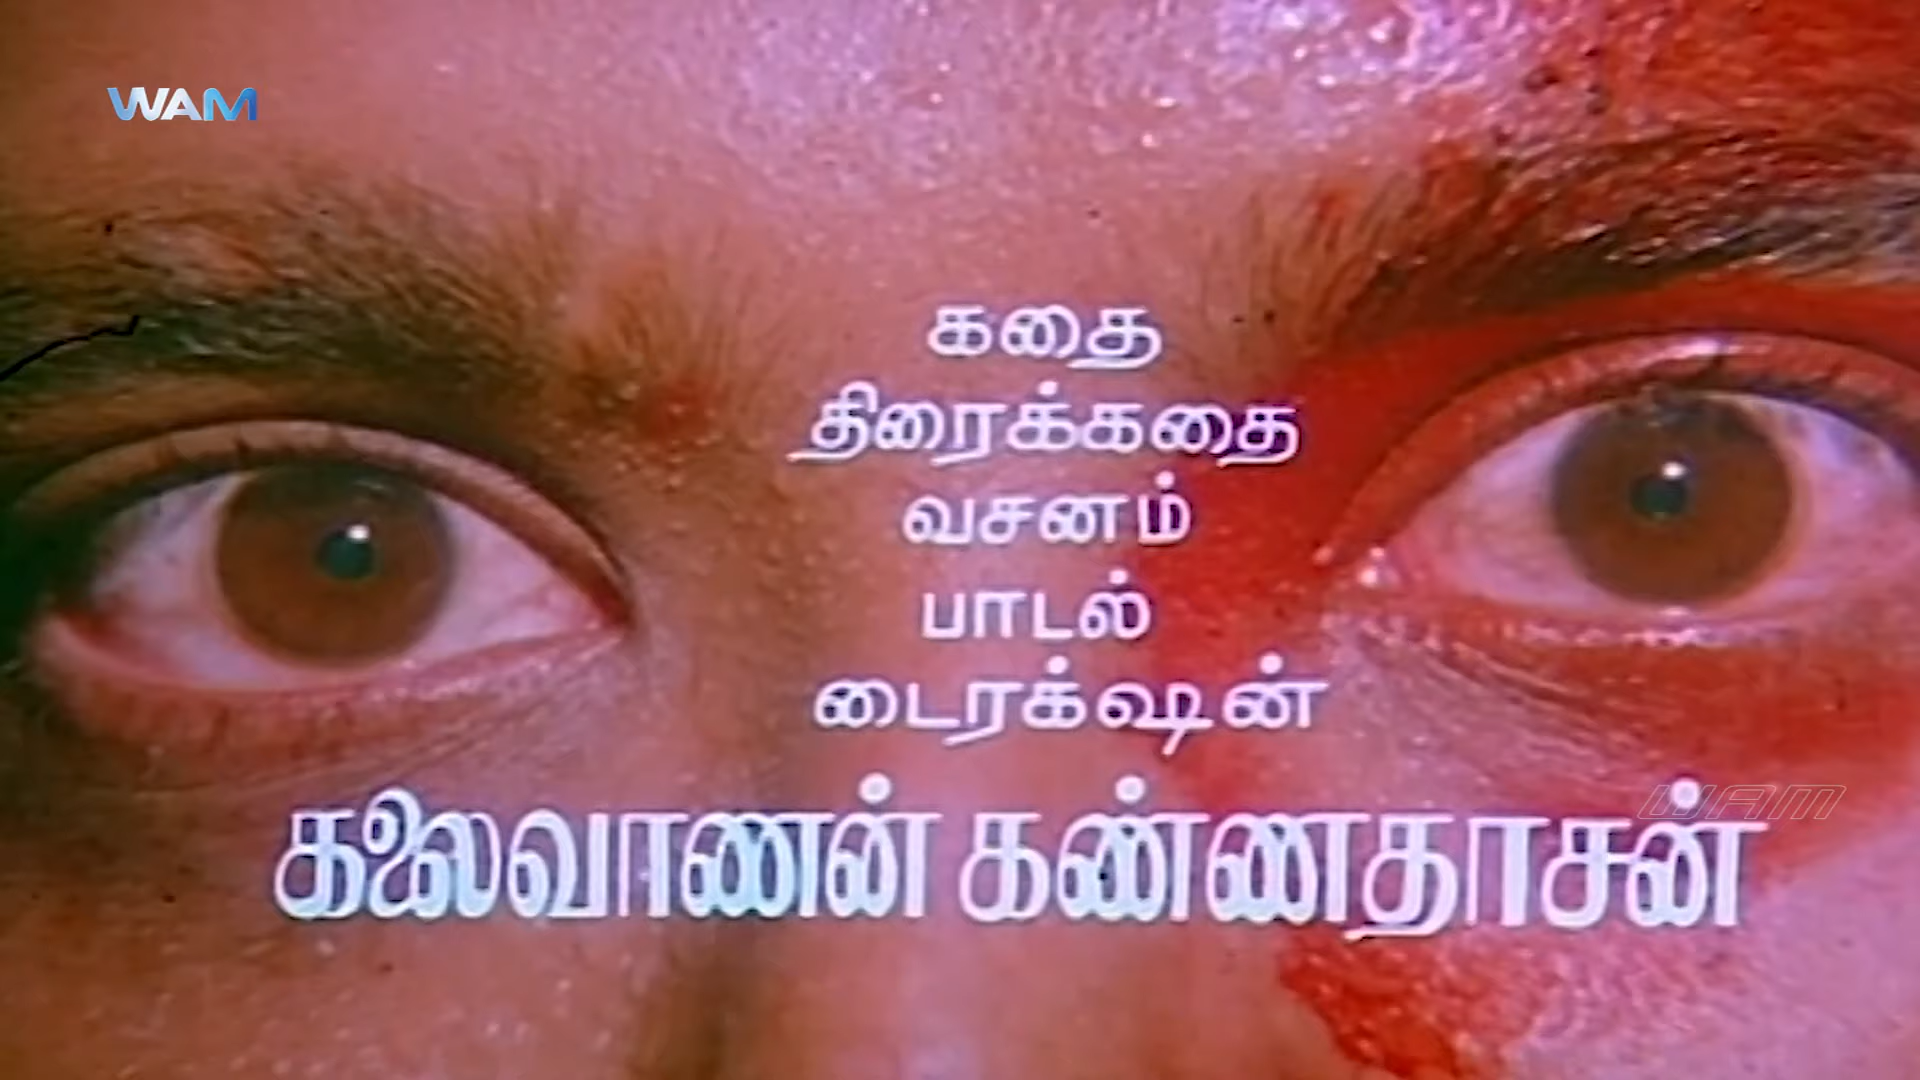 WAM
கதை
திரைக்கதை
வசனம்
பாடல்
டைரக்‌ஷன்
கலைவாணன் கண்ணதாசன்
WAM